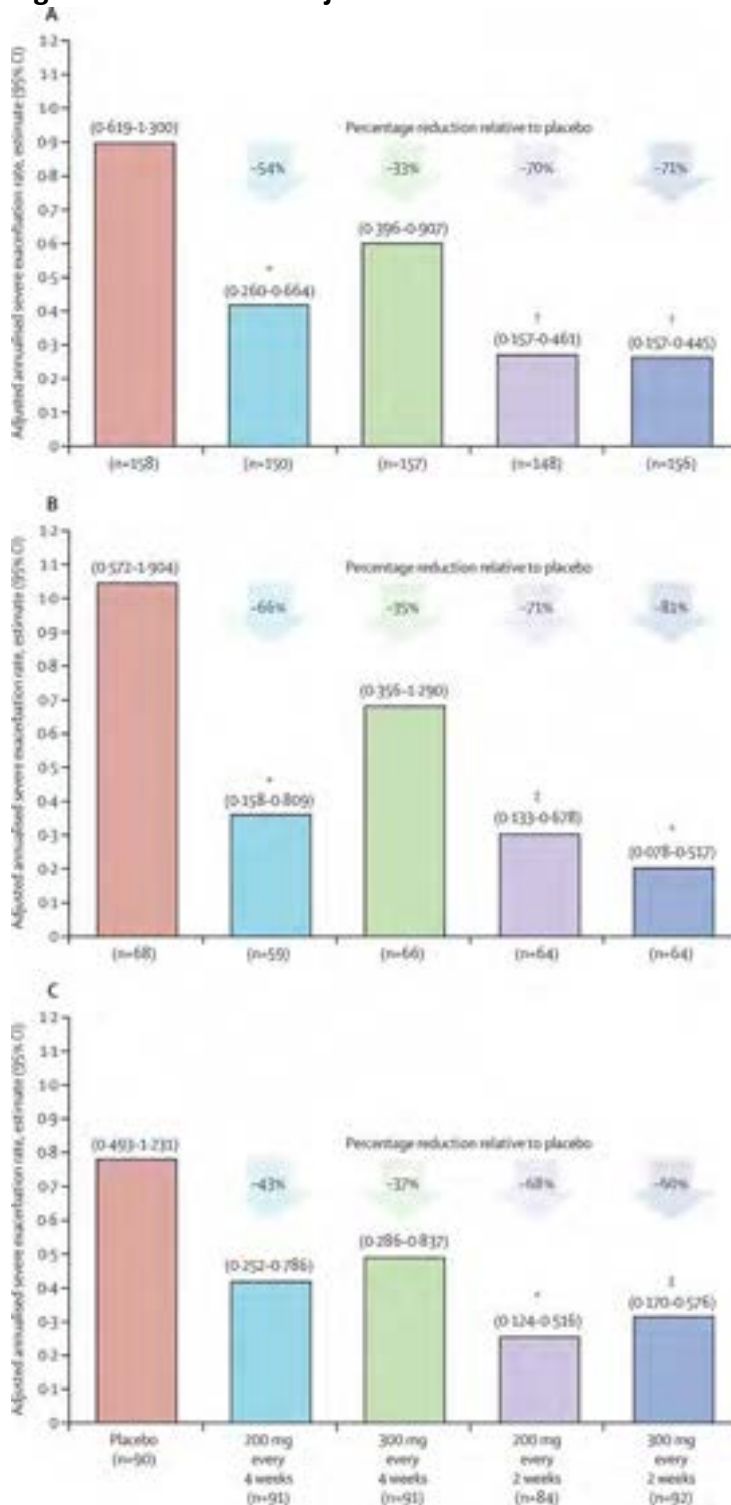 A
Adjusted annualised severe exacerbation rate, estimate (95% CI)
1·2
1·1
1·0
0·9
0·8
0·7
0·6
0·5
0·4
0·3
0·2
0·1
0
Percentage reduction relative to placebo
(0·619–1·300)
–54%
–33%
–70%
–71%
(0·260–0·664)
(0·396–0·907)
†
(0·157–0·461)
†
(0·157–0·445)
(n=158)
(n=150)
(n=157)
(n=148)
(n=156)
B
Adjusted annualised severe exacerbation rate, estimate (95% CI)
1·2
1·1
1·0
0·9
0·8
0·7
0·6
0·5
0·4
0·3
0·2
0·1
0
Percentage reduction relative to placebo
(0·572–1·904)
–66%
–35%
–71%
–81%
(0·158–0·809)
(0·356–1·290)
‡
(0·133–0·678)
(0·078–0·517)
(n=68)
(n=59)
(n=66)
(n=64)
(n=64)
C
Adjusted annualised severe exacerbation rate, estimate (95% CI)
1·2
1·1
1·0
0·9
0·8
0·7
0·6
0·5
0·4
0·3
0·2
0·1
0
Percentage reduction relative to placebo
(0·493–1·231)
–43%
–37%
–68%
–60%
(0·252–0·786)
(0·286–0·837)
(0·124–0·516)
‡
(0·170–0·576)
Placebo
(n=90)
200 mg
every
4 weeks
(n=91)
300 mg
every
4 weeks
(n=91)
200 mg
every
2 weeks
(n=84)
300 mg
every
2 weeks
(n=92)